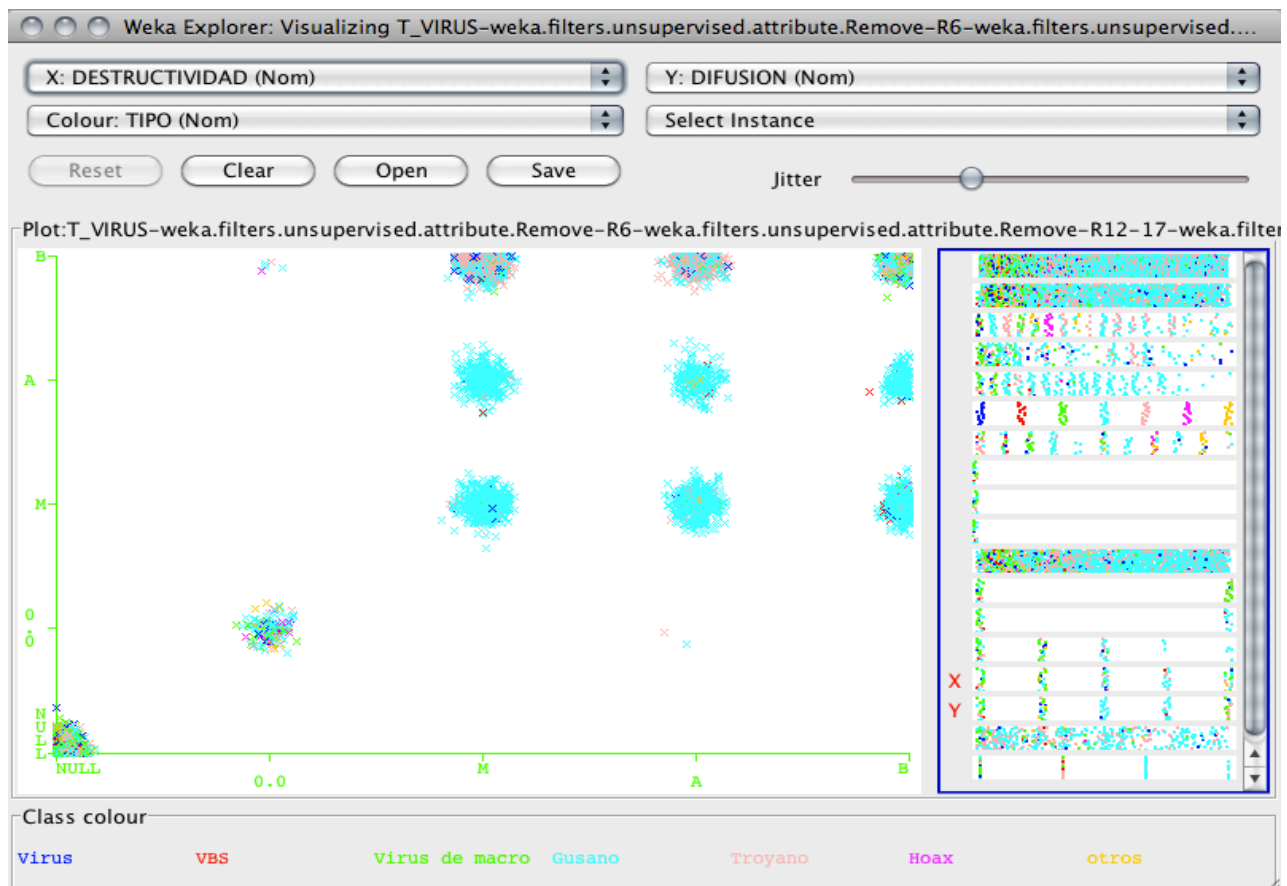 Weka Explorer: Visualizing T_VIRUS-weka.filters.unsupervised.attribute.Remove-R6-weka.filters.unsupervised....
X: DESTRUCTIVIDAD (Nom)
Y: DIFUSION (Nom)
Colour: TIPO (Nom)
Select Instance
Reset
Clear
Open
Save
Jitter
Plot:T_VIRUS-weka.filters.unsupervised.attribute.Remove-R6-weka.filters.unsupervised.attribute.Remove-R12-17-weka.filter
B
A
M
0.0
NULL
NULL
0.0
M
A
B
X
Y
Class colour
Virus VBS Virus de macro Gusano Troyano Hoax otros